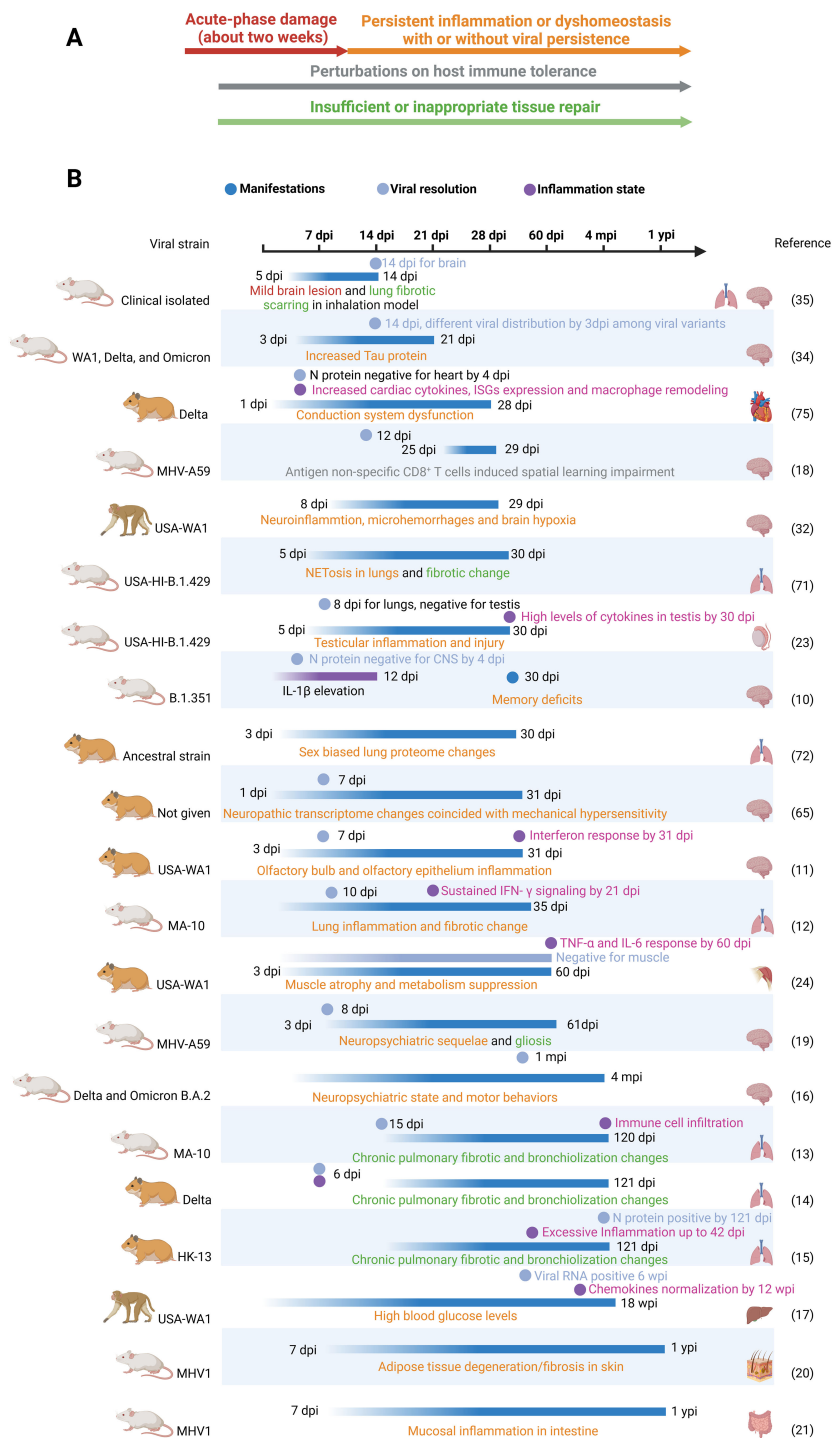 A
Acute-phase damage
(about two weeks)
Persistent inflammation or dyshomeostasis
with or without viral persistence
Perturbations on host immune tolerance
Insufficient or inappropriate tissue repair
B
Manifestations
Viral resolution
Inflammation state
Viral strain
7 dpi
14 dpi
21 dpi
28 dpi
60 dpi
4 mpi
1 ypi
Reference
14 dpi for brain
5 dpi
14 dpi
Mild brain lesion and lung fibrotic
scarring in inhalation model
Clinical isolated
(35)
14 dpi, different viral distribution by 3dpi among viral variants
3 dpi
21 dpi
Increased Tau protein
WA1, Delta, and Omicron
(34)
N protein negative for heart by 4 dpi
Increased cardiac cytokines, ISGs expression and macrophage remodeling
1 dpi
28 dpi
Conduction system dysfunction
Delta
(75)
12 dpi
25 dpi
29 dpi
Antigen non-specific CD8⁺ T cells induced spatial learning impairment
MHV-A59
(18)
8 dpi
29 dpi
Neuroinflammtion, microhemorrhages and brain hypoxia
USA-WA1
(32)
5 dpi
30 dpi
NETosis in lungs and fibrotic change
USA-HI-B.1.429
(71)
8 dpi for lungs, negative for testis
High levels of cytokines in testis by 30 dpi
5 dpi
30 dpi
Testicular inflammation and injury
USA-HI-B.1.429
(23)
N protein negative for CNS by 4 dpi
12 dpi
30 dpi
IL-1β elevation
Memory deficits
B.1.351
(10)
3 dpi
30 dpi
Sex biased lung proteome changes
Ancestral strain
(72)
7 dpi
1 dpi
31 dpi
Neuropathic transcriptome changes coincided with mechanical hypersensitivity
Not given
(65)
7 dpi
Interferon response by 31 dpi
3 dpi
31 dpi
Olfactory bulb and olfactory epithelium inflammation
USA-WA1
(11)
10 dpi
Sustained IFN- γ signaling by 21 dpi
35 dpi
Lung inflammation and fibrotic change
MA-10
(12)
TNF-α and IL-6 response by 60 dpi
Negative for muscle
3 dpi
60 dpi
Muscle atrophy and metabolism suppression
USA-WA1
(24)
8 dpi
3 dpi
61dpi
Neuropsychiatric sequelae and gliosis
MHV-A59
(19)
1 mpi
4 mpi
Neuropsychiatric state and motor behaviors
Delta and Omicron B.A.2
(16)
15 dpi
Immune cell infiltration
120 dpi
Chronic pulmonary fibrotic and bronchiolization changes
MA-10
(13)
6 dpi
121 dpi
Chronic pulmonary fibrotic and bronchiolization changes
Delta
(14)
N protein positive by 121 dpi
Excessive Inflammation up to 42 dpi
121 dpi
Chronic pulmonary fibrotic and bronchiolization changes
HK-13
(15)
Viral RNA positive 6 wpi
Chemokines normalization by 12 wpi
18 wpi
High blood glucose levels
USA-WA1
(17)
7 dpi
1 ypi
Adipose tissue degeneration/fibrosis in skin
MHV1
(20)
7 dpi
1 ypi
Mucosal inflammation in intestine
MHV1
(21)